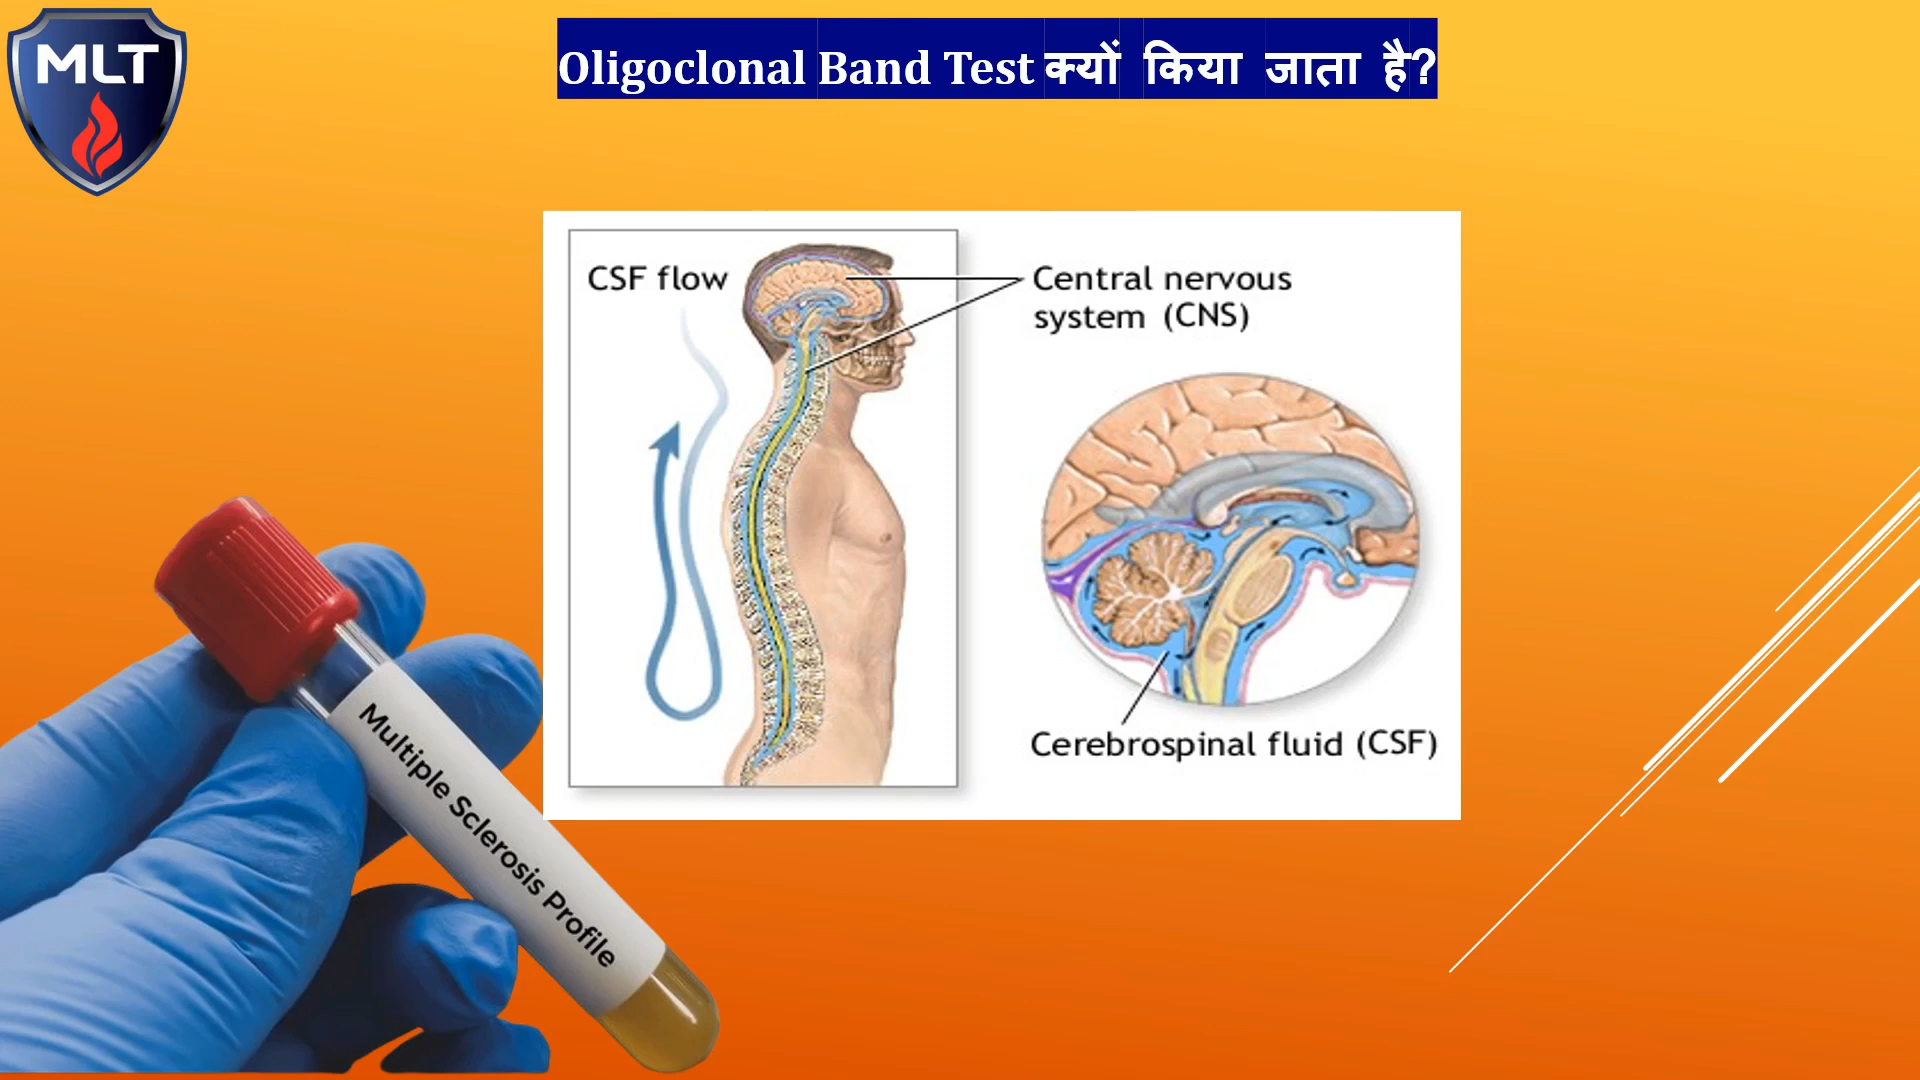 MLT
Oligoclonal Band Test क्यों किया जाता है?
CSF flow
Central nervous
system (CNS)
Cerebrospinal fluid (CSF)
Multiple Sclerosis Profile